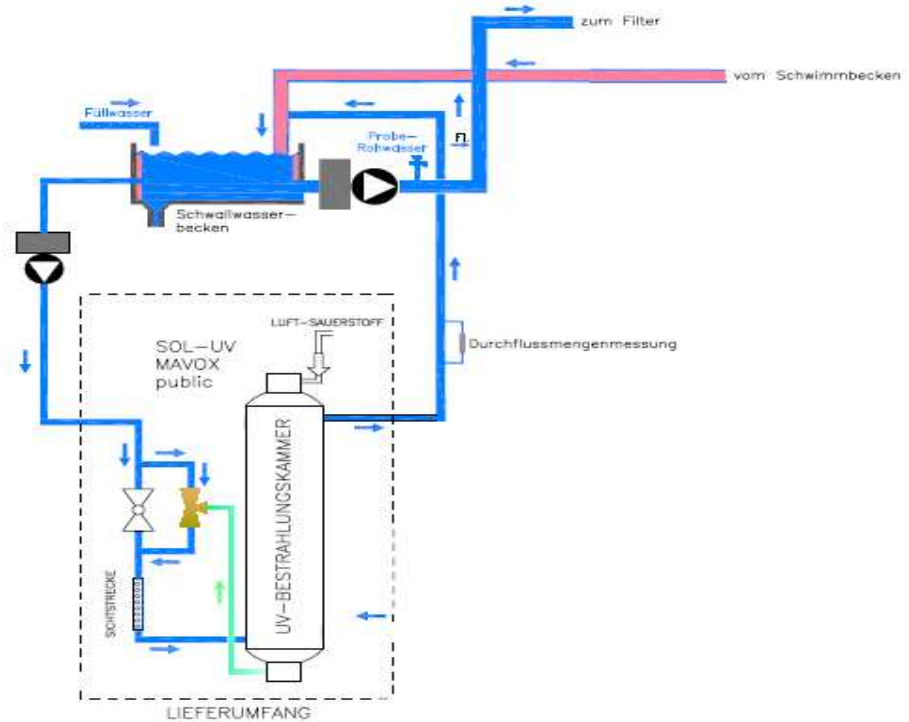 zum Filter
vom Schwimmbecken
Füllwasser
Probe-
Rohwasser
FI
Schwallwasser-
becken
LUFT-SAUERSTOFF
SOL-UV
MAVOX
public
Durchflussmengenmessung
UV-BESTRAHLUNGSKAMMER
SICHTSTRECKE
LIEFERUMFANG